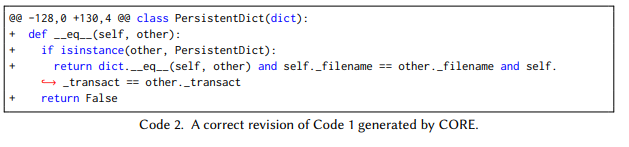 @@ -128,0 +130,4 @@ class PersistentDict(dict):
+  def __eq__(self, other):
+    if isinstance(other, PersistentDict):
+      return dict.__eq__(self, other) and self._filename == other._filename and self.
↪ _transact == other._transact
+    return False
Code 2. A correct revision of Code 1 generated by CORE.